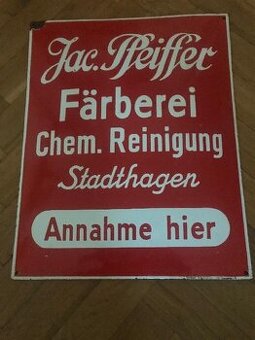 Jac. Pfeiffer
Färberei
Chem. Reinigung
Stadthagen
Annahme hier